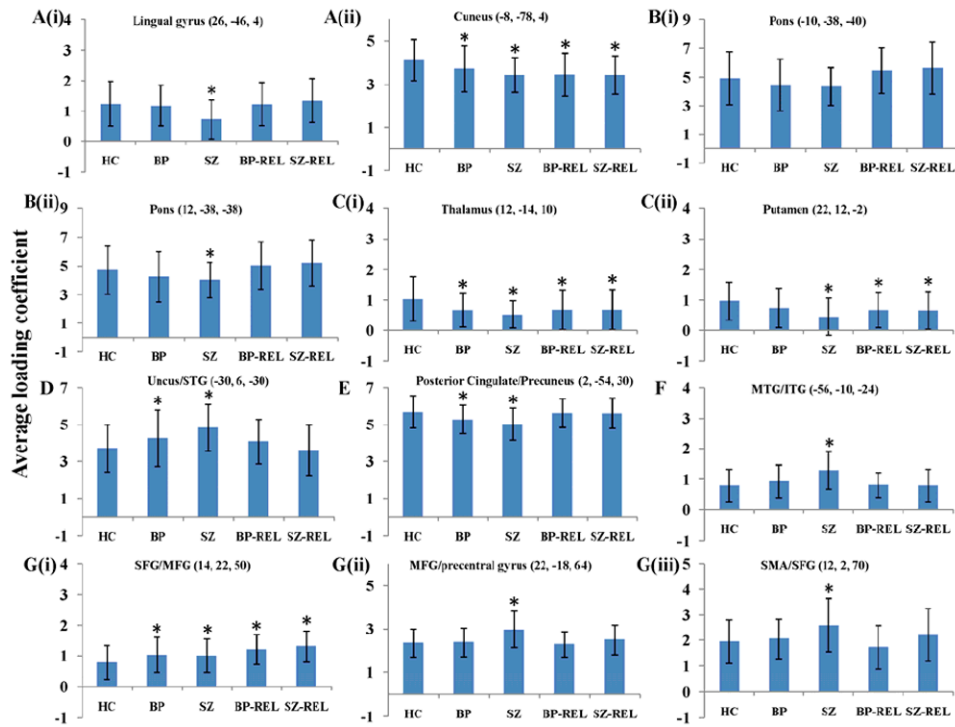 A(i) Lingual gyrus (26, -46, 4)
4
3
2
1
0
-1
*
HC BP SZ BP-REL SZ-REL
A(ii) Cuneus (-8, -78, 4)
5
3
1
-1
* * * *
HC BP SZ BP-REL SZ-REL
B(i) Pons (-10, -38, -40)
9
7
5
3
1
-1
HC BP SZ BP-REL SZ-REL
B(ii) Pons (12, -38, -38)
9
7
5
3
1
-1
*
HC BP SZ BP-REL SZ-REL
C(i) Thalamus (12, -14, 10)
4
3
2
1
0
-1
* * * *
HC BP SZ BP-REL SZ-REL
C(ii) Putamen (22, 12, -2)
4
3
2
1
0
-1
* * *
HC BP SZ BP-REL SZ-REL
Average loading coefficient
D Uncus/STG (-30, 6, -30)
7
5
3
1
-1
* *
HC BP SZ BP-REL SZ-REL
E Posterior Cingulate/Precuneus (2, -54, 30)
7
5
3
1
-1
* *
HC BP SZ BP-REL SZ-REL
F MTG/ITG (-56, -10, -24)
4
3
2
1
0
-1
*
HC BP SZ BP-REL SZ-REL
G(i) SFG/MFG (14, 22, 50)
4
3
2
1
0
-1
* * * *
HC BP SZ BP-REL SZ-REL
G(ii) MFG/precentral gyrus (22, -18, 64)
5
3
1
-1
*
HC BP SZ BP-REL SZ-REL
G(iii) SMA/SFG (12, 2, 70)
5
4
3
2
1
0
-1
*
HC BP SZ BP-REL SZ-REL